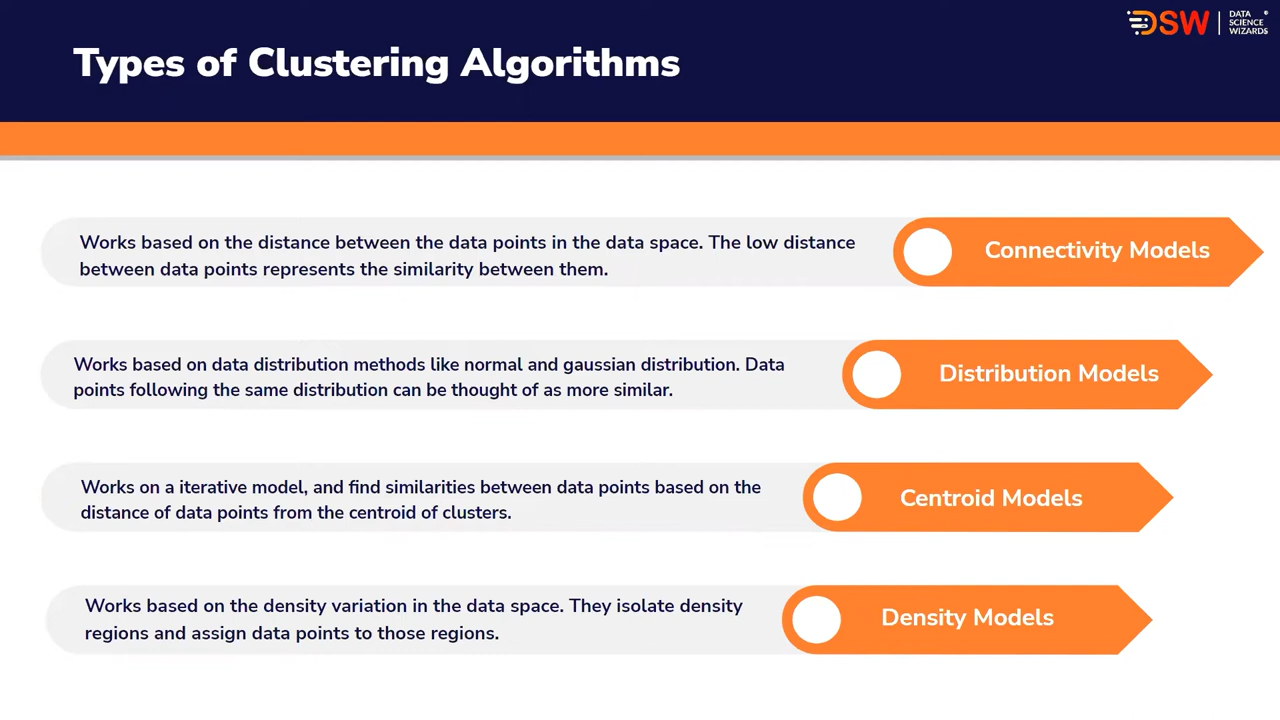 DSW
DATA
SCIENCE
WIZARDS
®
Types of Clustering Algorithms
Works based on the distance between the data points in the data space. The low distance
between data points represents the similarity between them.
Connectivity Models
Works based on data distribution methods like normal and gaussian distribution. Data
points following the same distribution can be thought of as more similar.
Distribution Models
Works on a iterative model, and find similarities between data points based on the
distance of data points from the centroid of clusters.
Centroid Models
Works based on the density variation in the data space. They isolate density
regions and assign data points to those regions.
Density Models